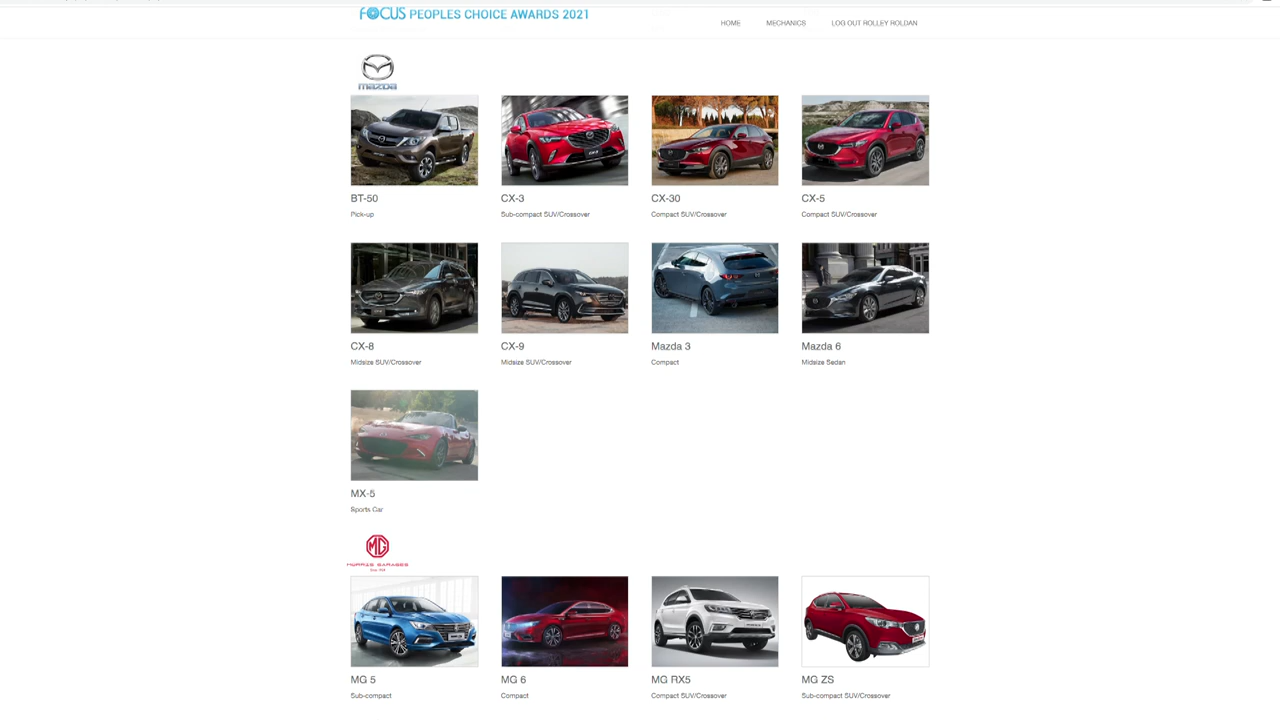 FOCUS PEOPLES CHOICE AWARDS 2021
HOME MECHANICS LOG OUT ROLLEY ROLDAN
mazda
BT-50 CX-3 CX-30 CX-5
Pick-up Sub-compact SUV/Crossover Compact SUV/Crossover Compact SUV/Crossover
CX-8 CX-9 Mazda 3 Mazda 6
Midsize SUV/Crossover Midsize SUV/Crossover Compact Midsize Sedan
MX-5
Sports Car
MG
MORRIS GARAGES
MG 5 MG 6 MG RX5 MG ZS
Sub-compact Compact Compact SUV/Crossover Sub-compact SUV/Crossover